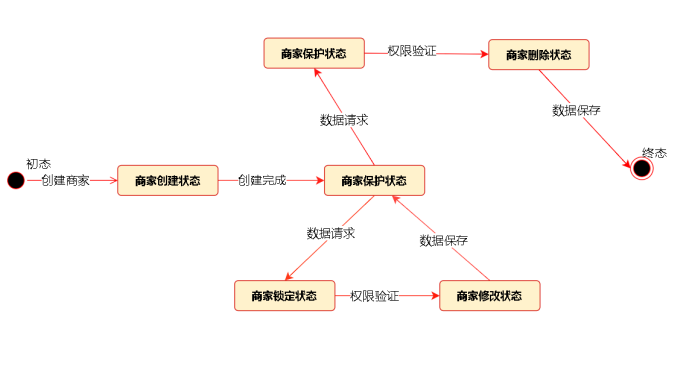 商家保护状态
权限验证
商家删除状态
数据请求
数据保存
初态
终态
创建商家
商家创建状态
创建完成
商家保护状态
数据请求
数据保存
商家锁定状态
权限验证
商家修改状态